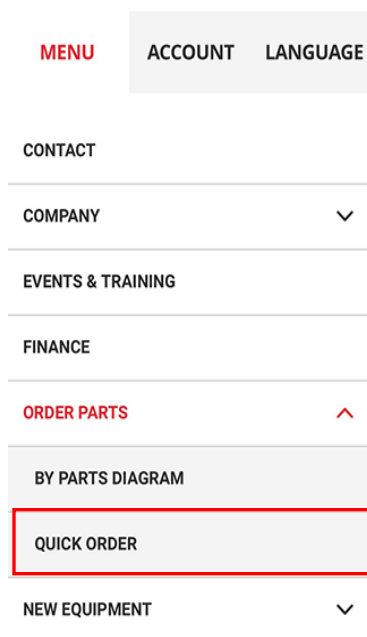 MENU ACCOUNT LANGUAGE
CONTACT
COMPANY
EVENTS & TRAINING
FINANCE
ORDER PARTS
BY PARTS DIAGRAM
QUICK ORDER
NEW EQUIPMENT